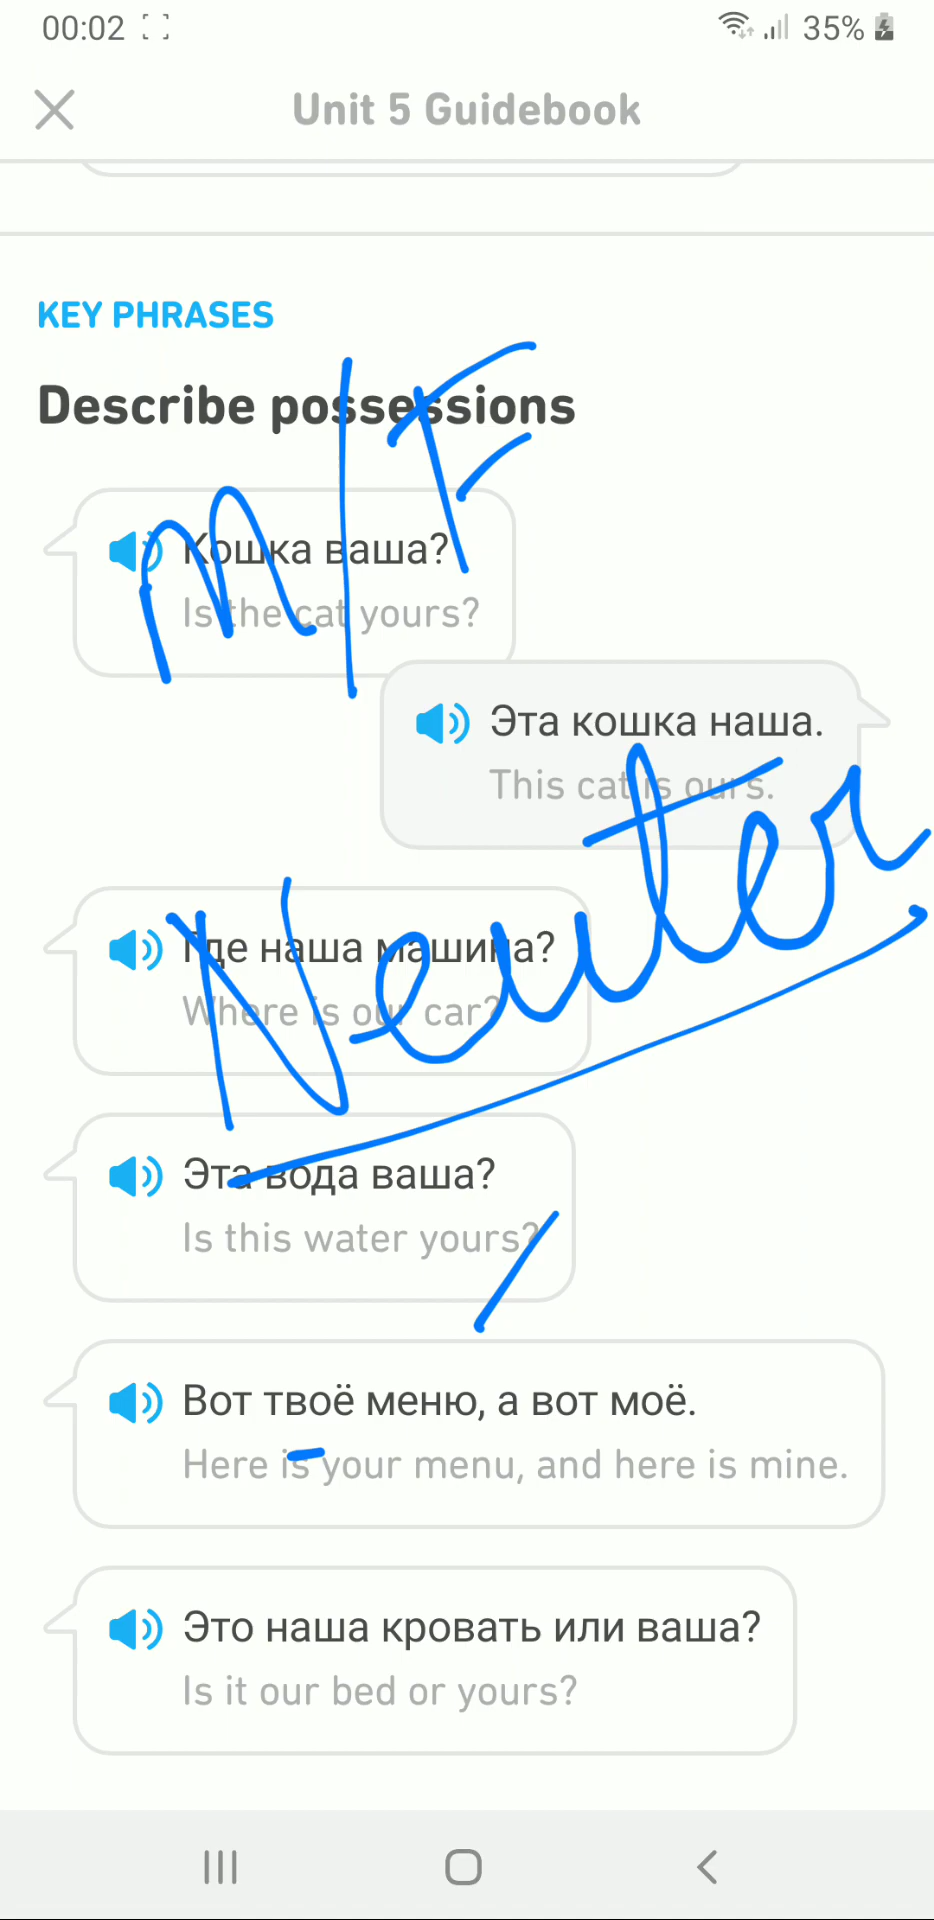 00:02 35%
Unit 5 Guidebook
KEY PHRASES
Describe possessions
M/F
Кошка ваша?
Is the cat yours?
Эта кошка наша.
This cat is ours.
Neuter
Где наша машина?
Where is our car?
Эта вода ваша?
Is this water yours?
Вот твоё меню, а вот моё.
Here is your menu, and here is mine.
Это наша кровать или ваша?
Is it our bed or yours?